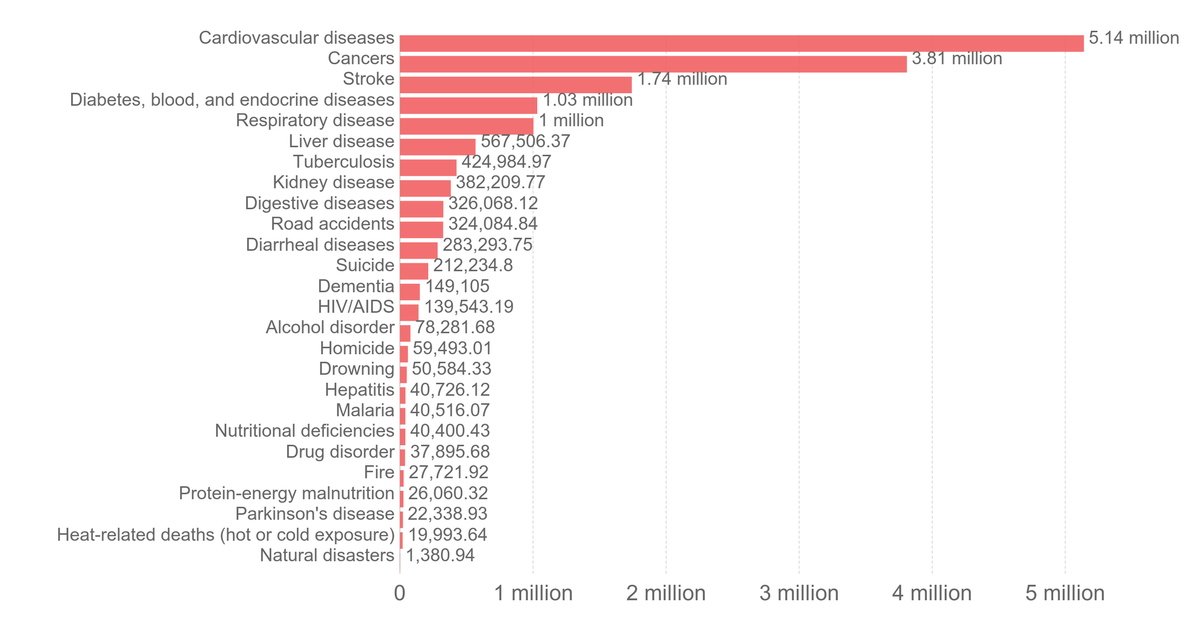 Cardiovascular diseases 5.14 million
Cancers 3.81 million
Stroke 1.74 million
Diabetes, blood, and endocrine diseases 1.03 million
Respiratory disease 1 million
Liver disease 567,506.37
Tuberculosis 424,984.97
Kidney disease 382,209.77
Digestive diseases 326,068.12
Road accidents 324,084.84
Diarrheal diseases 283,293.75
Suicide 212,234.8
Dementia 149,105
HIV/AIDS 139,543.19
Alcohol disorder 78,281.68
Homicide 59,493.01
Drowning 50,584.33
Hepatitis 40,726.12
Malaria 40,516.07
Nutritional deficiencies 40,400.43
Drug disorder 37,895.68
Fire 27,721.92
Protein-energy malnutrition 26,060.32
Parkinson's disease 22,338.93
Heat-related deaths (hot or cold exposure) 19,993.64
Natural disasters 1,380.94
0 1 million 2 million 3 million 4 million 5 million